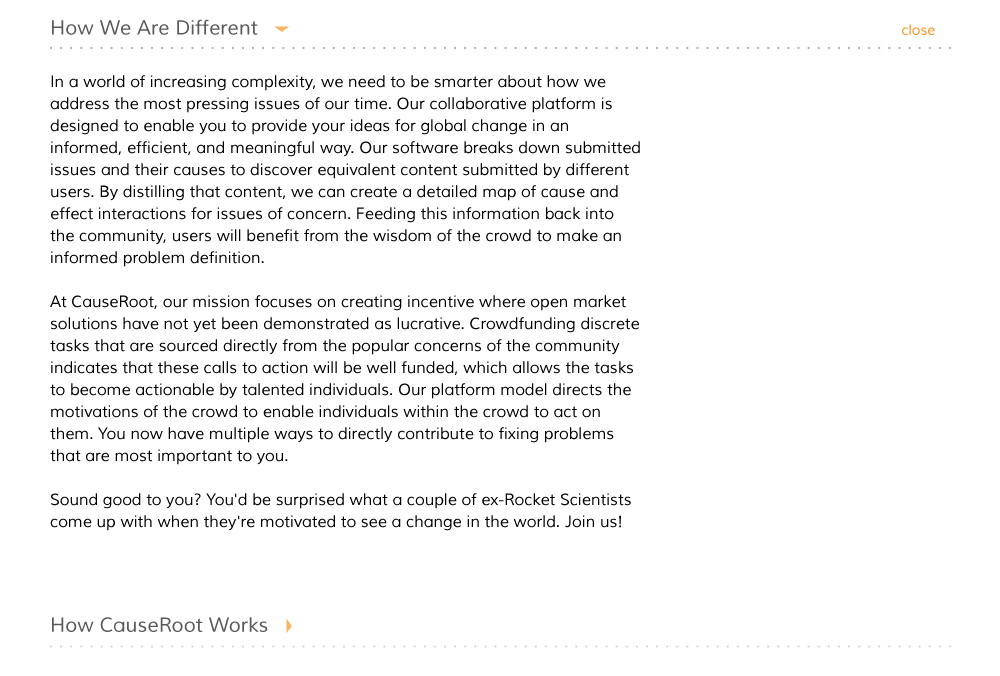 How We Are Different
close
In a world of increasing complexity, we need to be smarter about how we
address the most pressing issues of our time. Our collaborative platform is
designed to enable you to provide your ideas for global change in an
informed, efficient, and meaningful way. Our software breaks down submitted
issues and their causes to discover equivalent content submitted by different
users. By distilling that content, we can create a detailed map of cause and
effect interactions for issues of concern. Feeding this information back into
the community, users will benefit from the wisdom of the crowd to make an
informed problem definition.
At CauseRoot, our mission focuses on creating incentive where open market
solutions have not yet been demonstrated as lucrative. Crowdfunding discrete
tasks that are sourced directly from the popular concerns of the community
indicates that these calls to action will be well funded, which allows the tasks
to become actionable by talented individuals. Our platform model directs the
motivations of the crowd to enable individuals within the crowd to act on
them. You now have multiple ways to directly contribute to fixing problems
that are most important to you.
Sound good to you? You'd be surprised what a couple of ex-Rocket Scientists
come up with when they're motivated to see a change in the world. Join us!
How CauseRoot Works